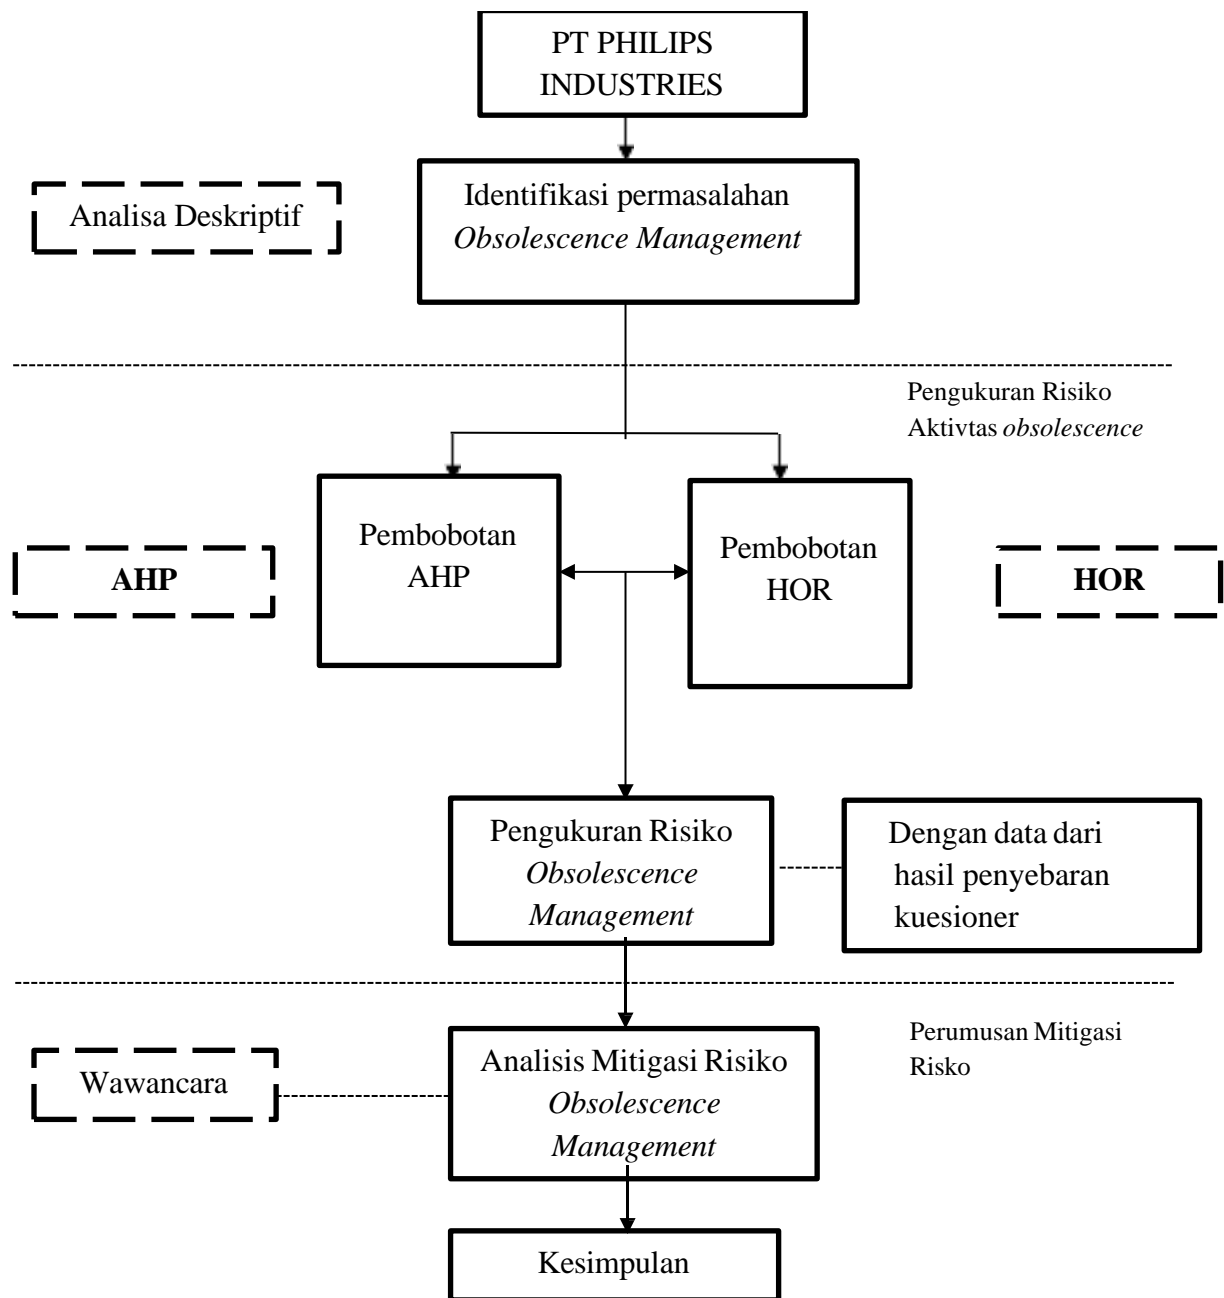 PT PHILIPS
INDUSTRIES
Analisa Deskriptif
Identifikasi permasalahan
Obsolescence Management
Pengukuran Risiko
Aktivtas obsolescence
AHP
Pembobotan
AHP
Pembobotan
HOR
HOR
Pengukuran Risiko
Obsolescence
Management
Dengan data dari
hasil penyebaran
kuesioner
Perumusan Mitigasi
Risko
Wawancara
Analisis Mitigasi Risiko
Obsolescence
Management
Kesimpulan